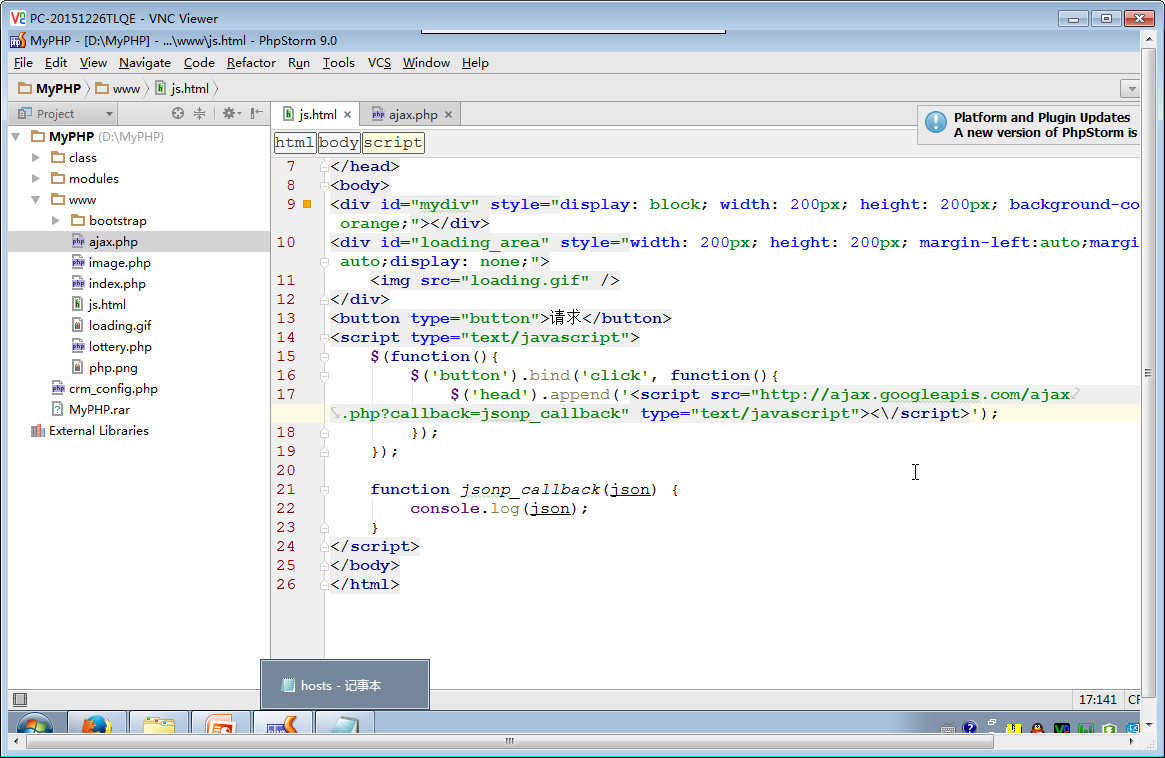 PC-20151226TLQE - VNC Viewer
MyPHP - [D:\MyPHP] - ...\www\js.html - PhpStorm 9.0
File Edit View Navigate Code Refactor Run Tools VCS Window Help
MyPHP www js.html
Project
js.html ajax.php
Platform and Plugin Updates
A new version of PhpStorm is
MyPHP (D:\MyPHP)
class
modules
www
bootstrap
ajax.php
image.php
index.php
js.html
loading.gif
lottery.php
php.png
crm_config.php
MyPHP.rar
External Libraries
html body script
7 </head>
8 <body>
9 <div id="mydiv" style="display: block; width: 200px; height: 200px; background-co
orange;"></div>
10 <div id="loading_area" style="width: 200px; height: 200px; margin-left:auto;margi
auto;display: none;">
11 <img src="loading.gif" />
12 </div>
13 <button type="button">请求</button>
14 <script type="text/javascript">
15 $(function(){
16 $('button').bind('click', function(){
17 $('head').append('<script src="http://ajax.googleapis.com/ajax
.php?callback=jsonp_callback" type="text/javascript"><\/script>');
18 });
19 });
20
21 function jsonp_callback(json) {
22 console.log(json);
23 }
24 </script>
25 </body>
26 </html>
hosts - 记事本
17:141 CF